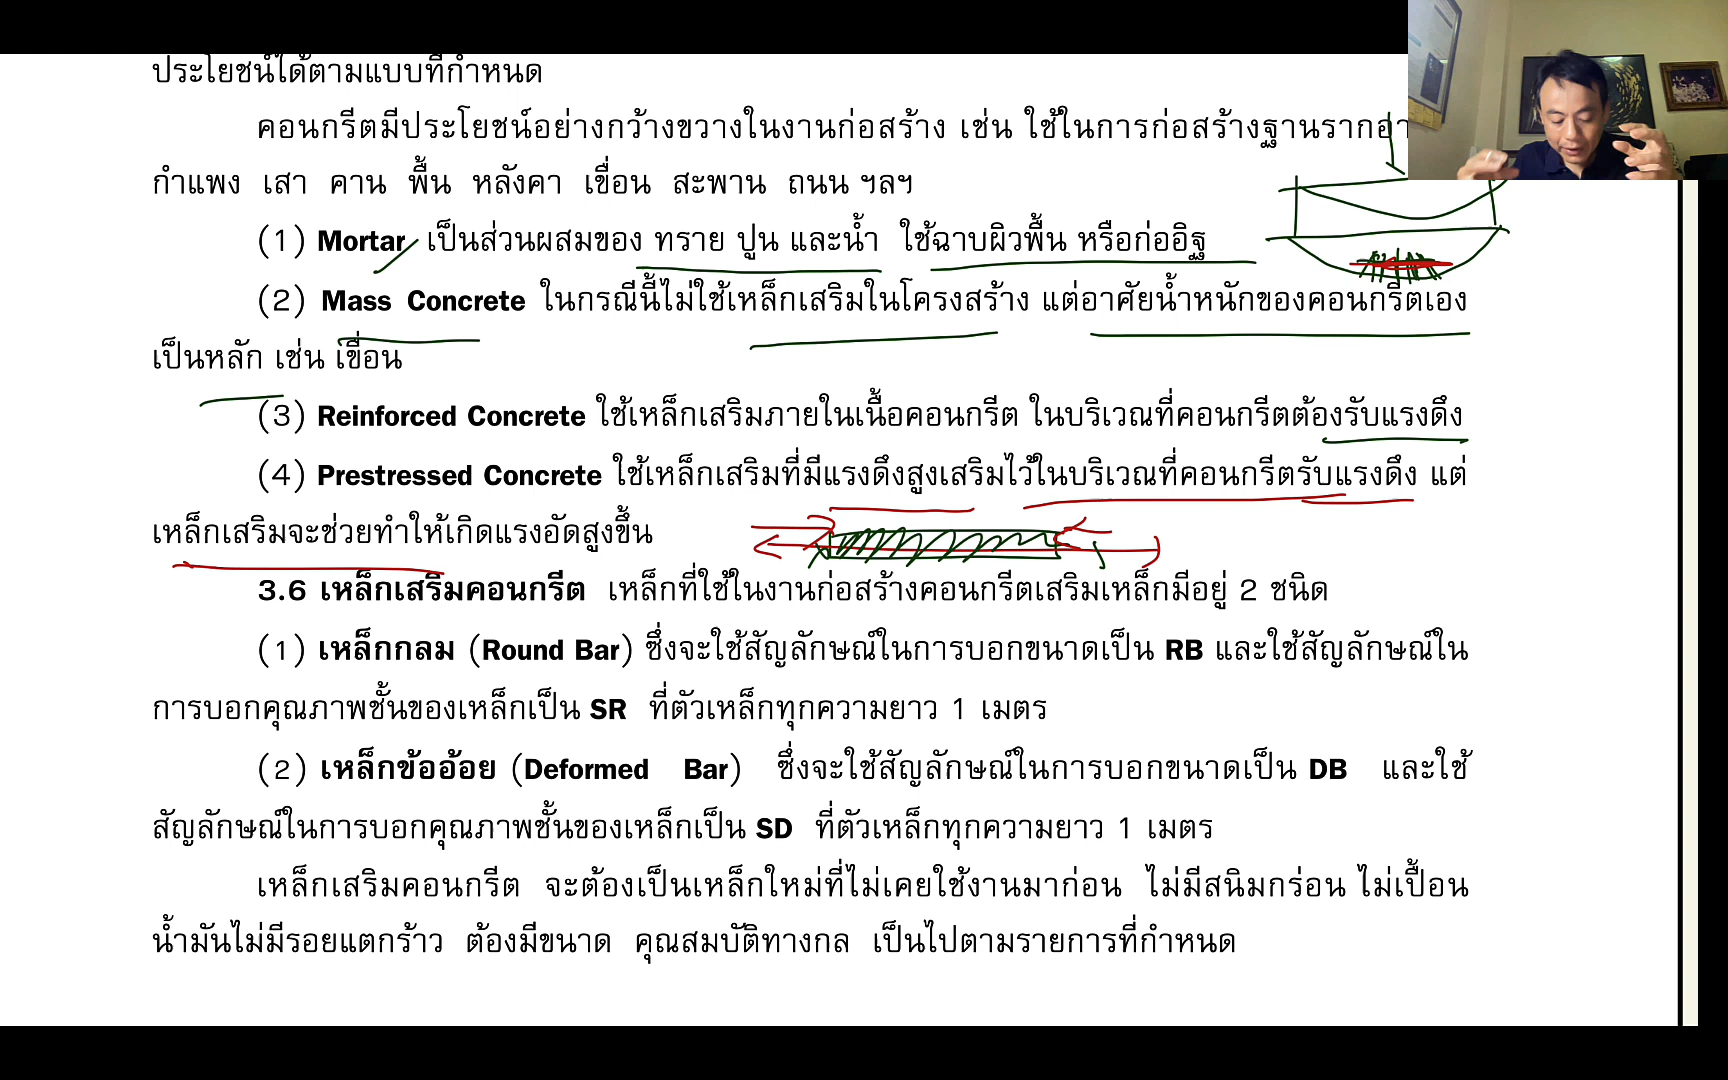 ประโยชน์ได้ตามแบบที่กำหนด
คอนกรีตมีประโยชน์อย่างกว้างขวางในงานก่อสร้าง เช่น ใช้ในการก่อสร้างฐานราก
กำแพง เสา คาน พื้น หลังคา เขื่อน สะพาน ถนน ฯลฯ
(1) Mortar เป็นส่วนผสมของ ทราย ปูน และน้ำ ใช้ฉาบผิวพื้น หรือก่ออิฐ
(2) Mass Concrete ในกรณีนี้ไม่ใช้เหล็กเสริมในโครงสร้าง แต่อาศัยน้ำหนักของคอนกรีตเอง
เป็นหลัก เช่น เขื่อน
(3) Reinforced Concrete ใช้เหล็กเสริมภายในเนื้อคอนกรีต ในบริเวณที่คอนกรีตต้องรับแรงดึง
(4) Prestressed Concrete ใช้เหล็กเสริมที่มีแรงดึงสูงเสริมไว้ในบริเวณที่คอนกรีตรับแรงดึง แต่
เหล็กเสริมจะช่วยทำให้เกิดแรงอัดสูงขึ้น
3.6 เหล็กเสริมคอนกรีต เหล็กที่ใช้ในงานก่อสร้างคอนกรีตเสริมเหล็กมีอยู่ 2 ชนิด
(1) เหล็กกลม (Round Bar) ซึ่งจะใช้สัญลักษณ์ในการบอกขนาดเป็น RB และใช้สัญลักษณ์ใน
การบอกคุณภาพชั้นของเหล็กเป็น SR ที่ตัวเหล็กทุกความยาว 1 เมตร
(2) เหล็กข้ออ้อย (Deformed Bar) ซึ่งจะใช้สัญลักษณ์ในการบอกขนาดเป็น DB และใช้
สัญลักษณ์ในการบอกคุณภาพชั้นของเหล็กเป็น SD ที่ตัวเหล็กทุกความยาว 1 เมตร
เหล็กเสริมคอนกรีต จะต้องเป็นเหล็กใหม่ที่ไม่เคยใช้งานมาก่อน ไม่มีสนิมกร่อน ไม่เปื้อน
น้ำมันไม่มีรอยแตกร้าว ต้องมีขนาด คุณสมบัติทางกล เป็นไปตามรายการที่กำหนด